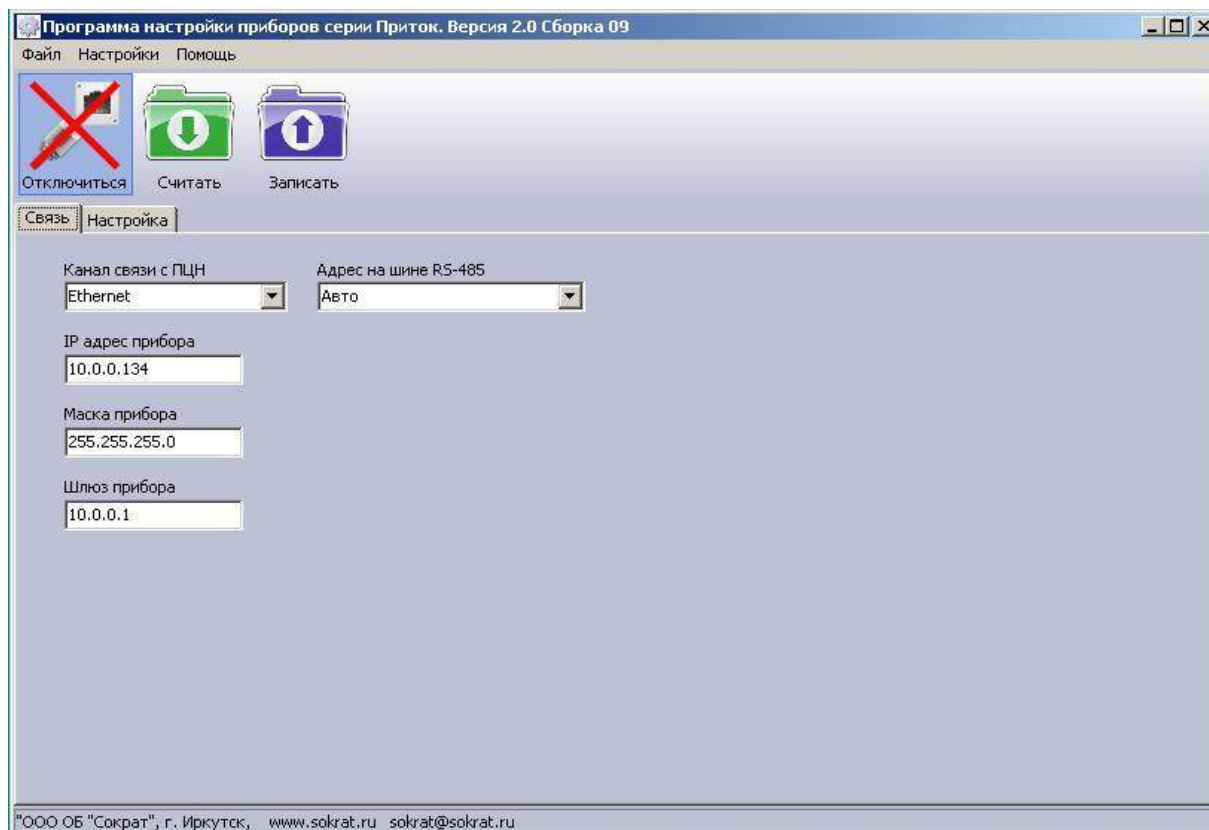 Программа настройки приборов серии Приток. Версия 2.0 Сборка 09
Файл Настройки Помощь
Отключиться Считать Записать
Связь Настройка
Канал связи с ПЦН Адрес на шине RS-485
Ethernet Авто
IP адрес прибора
10.0.0.134
Маска прибора
255.255.255.0
Шлюз прибора
10.0.0.1
"ООО ОБ "Сократ", г. Иркутск, www.sokrat.ru sokrat@sokrat.ru